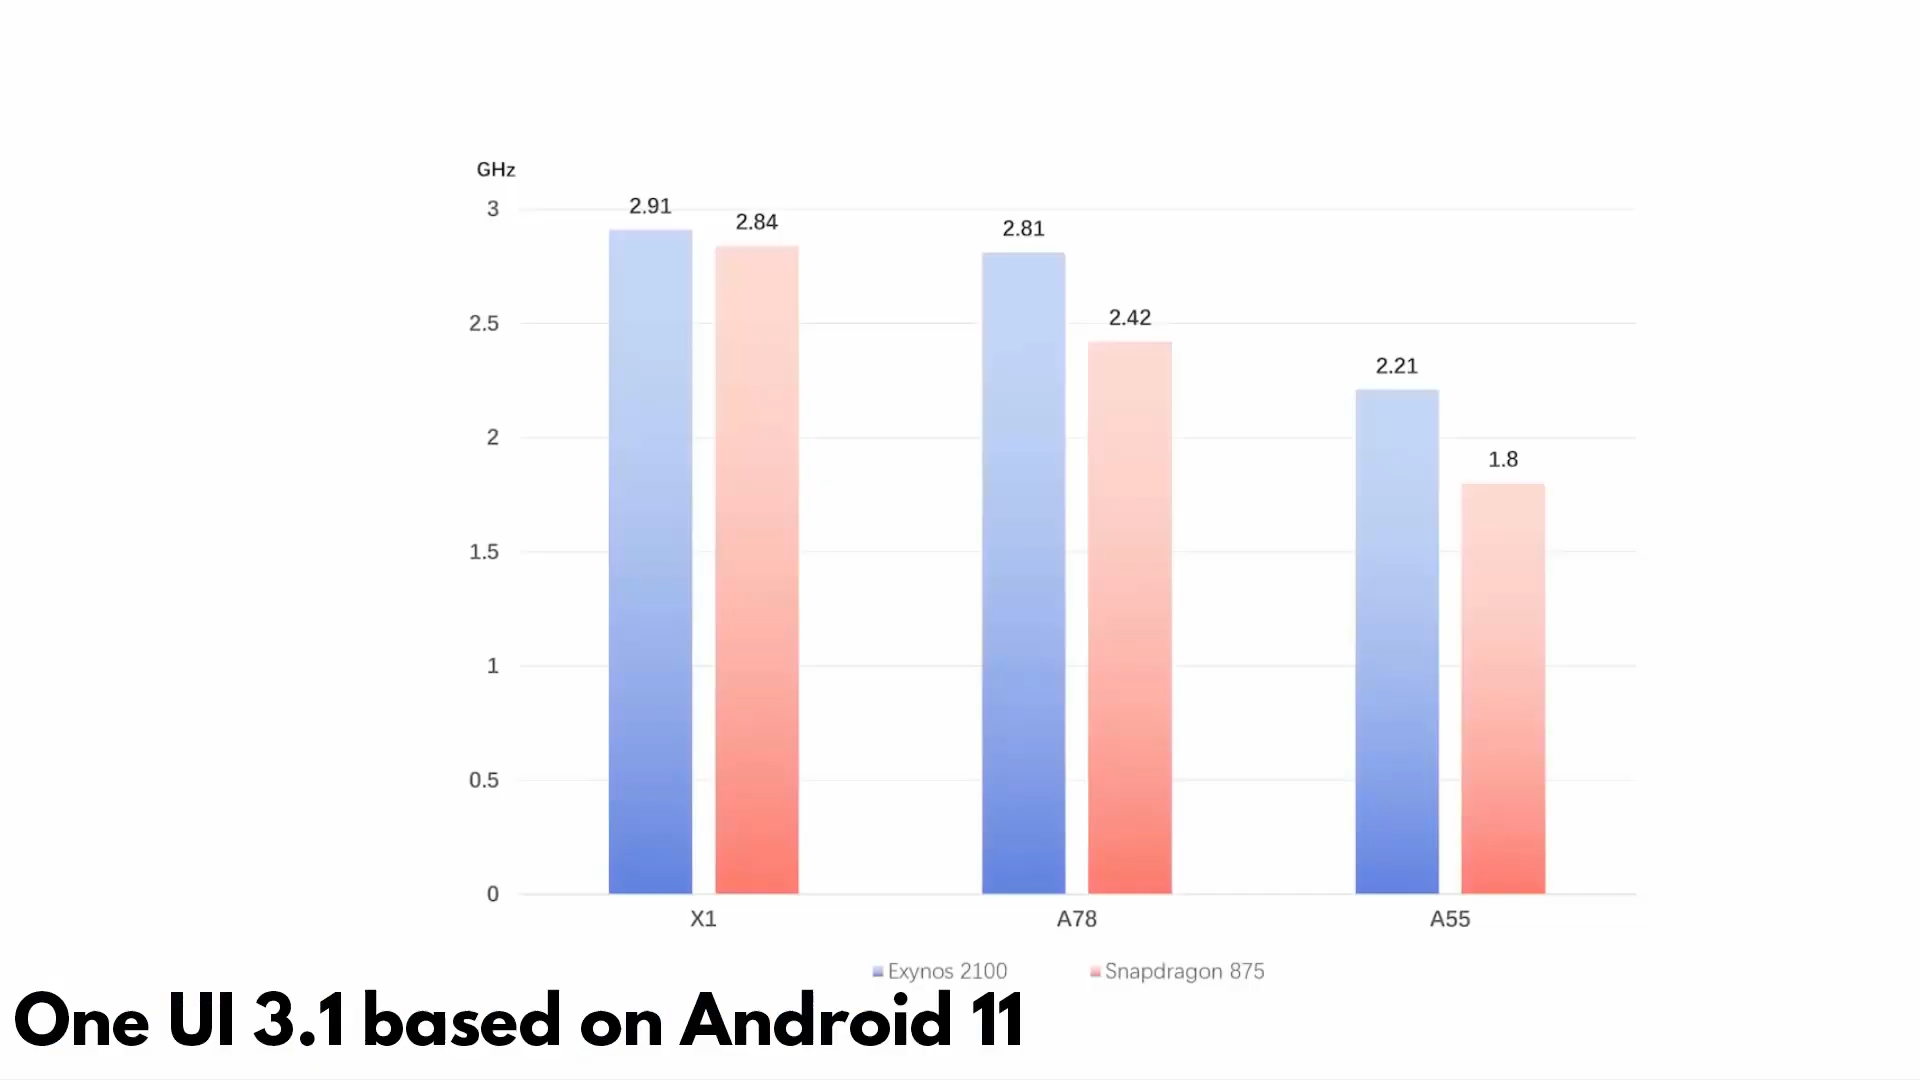 GHz
3
2.5
2
1.5
1
0.5
0
2.91
2.84
2.81
2.42
2.21
1.8
X1
A78
A55
Exynos 2100
Snapdragon 875
One UI 3.1 based on Android 11